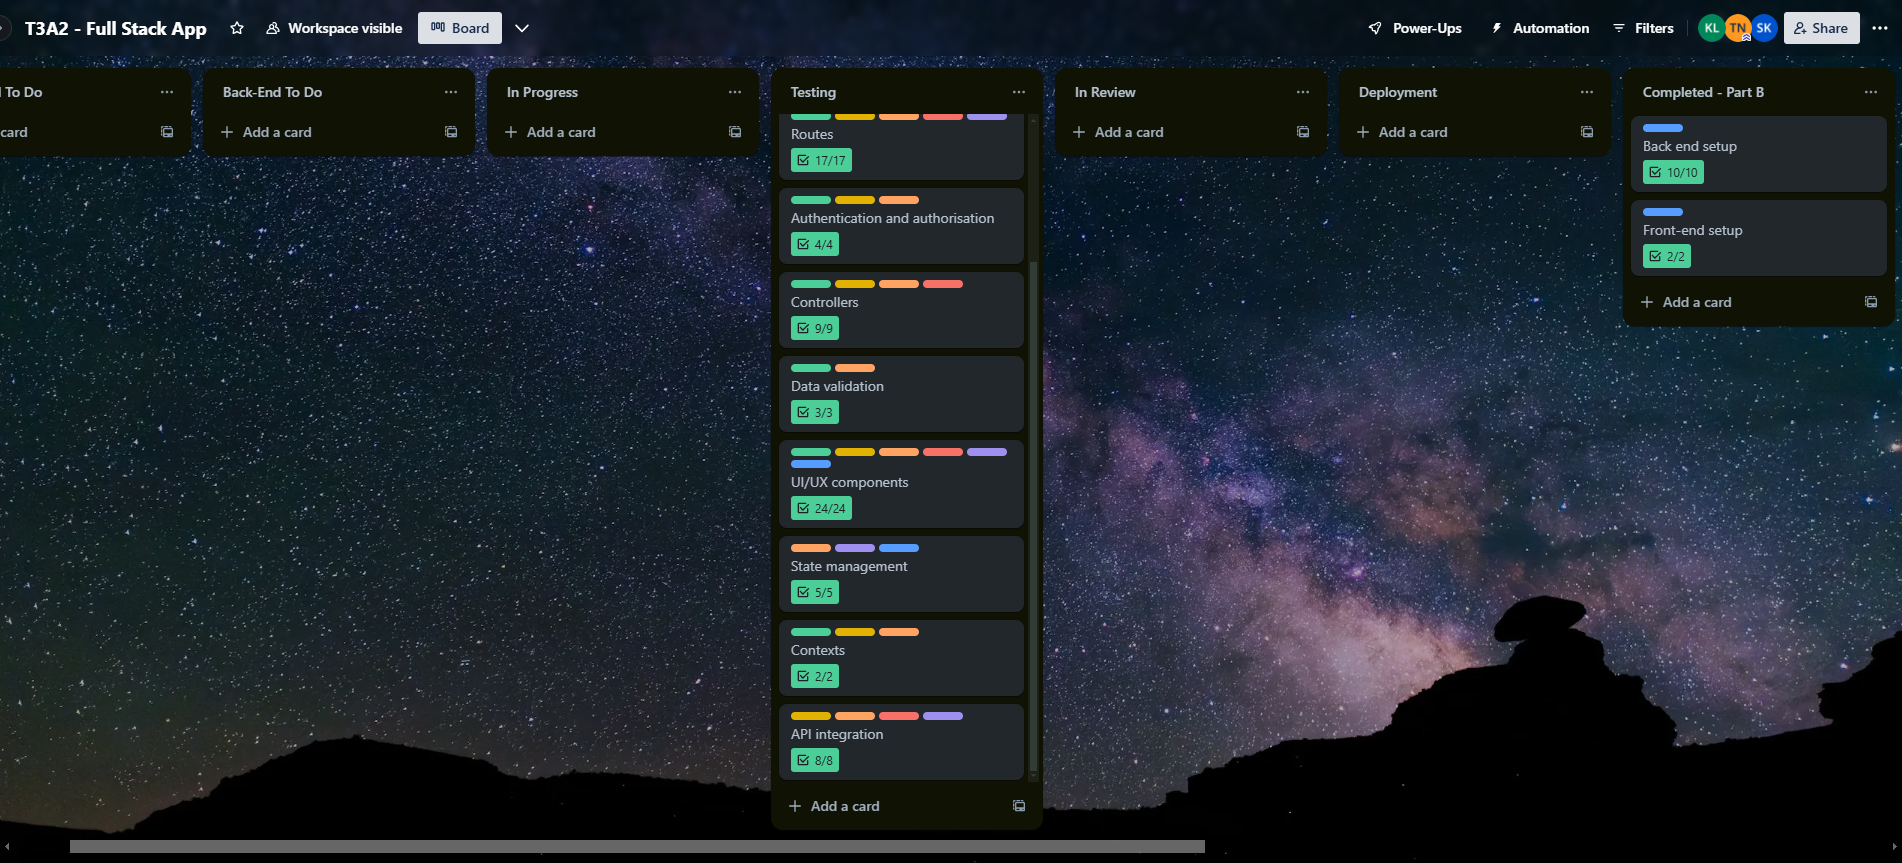 T3A2 - Full Stack App
Workspace visible
Board
Power-Ups
Automation
Filters
KL
TN
SK
Share
To Do
card
Back-End To Do
Add a card
In Progress
Add a card
Testing
Routes
17/17
Authentication and authorisation
4/4
Controllers
9/9
Data validation
3/3
UI/UX components
24/24
State management
5/5
Contexts
2/2
API integration
8/8
Add a card
In Review
Add a card
Deployment
Add a card
Completed - Part B
Back end setup
10/10
Front-end setup
2/2
Add a card